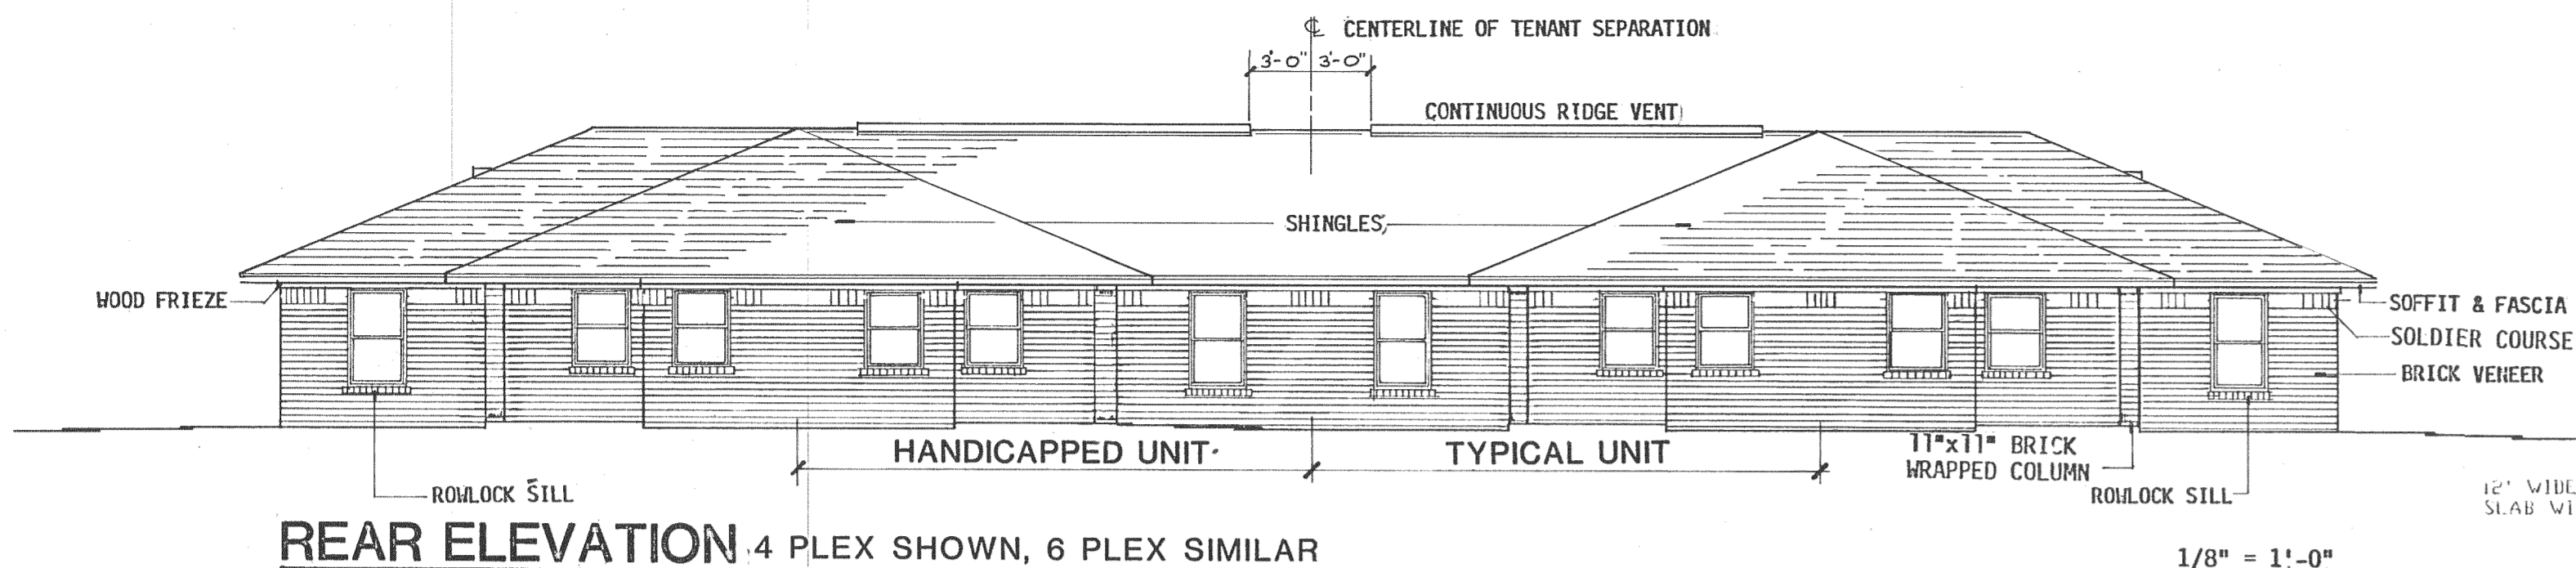 ℄ CENTERLINE OF TENANT SEPARATION
3'-0" 3'-0"
CONTINUOUS RIDGE VENT
SHINGLES
WOOD FRIEZE
SOFFIT & FASCIA
SOLDIER COURSE
BRICK VENEER
HANDICAPPED UNIT
TYPICAL UNIT
11"x11" BRICK
WRAPPED COLUMN
ROWLOCK SILL
ROWLOCK SILL
12' WIDE
SLAB
REAR ELEVATION 4 PLEX SHOWN, 6 PLEX SIMILAR
1/8" = 1'-0"